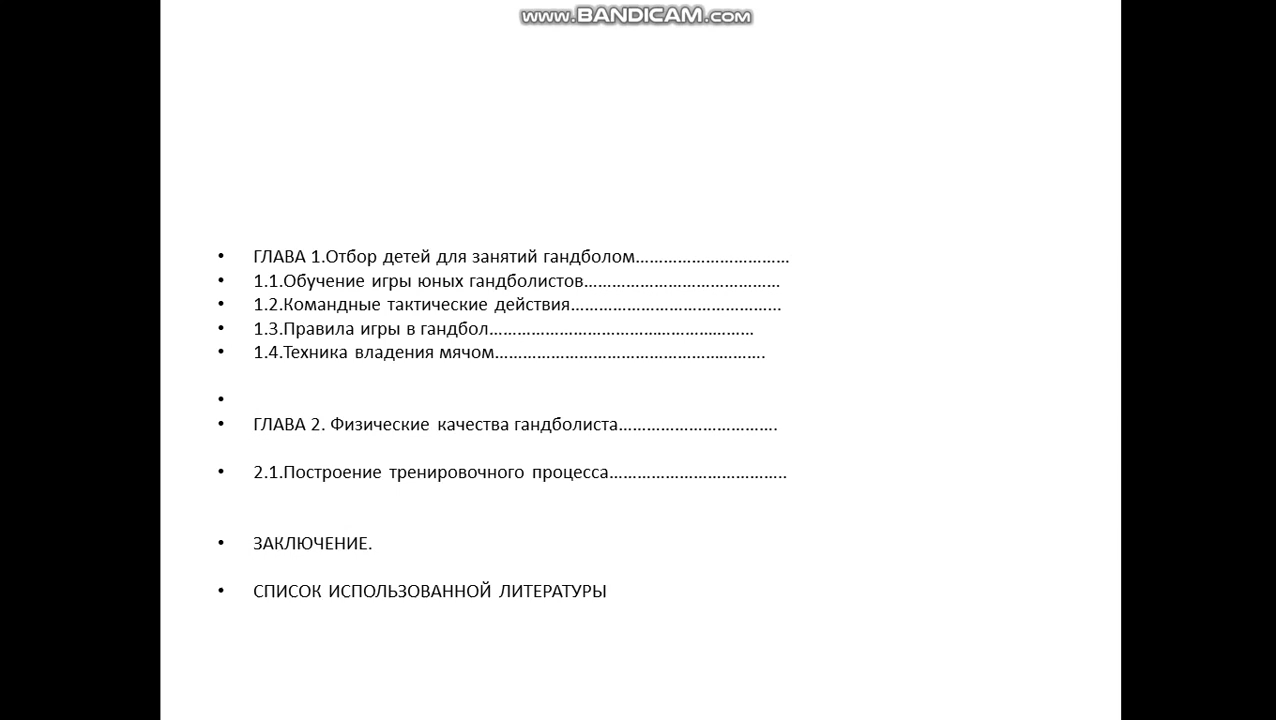 www.BANDICAM.com
• ГЛАВА 1.Отбор детей для занятий гандболом……………………………
• 1.1.Обучение игры юных гандболистов……………………………………
• 1.2.Командные тактические действия……………………………………...
• 1.3.Правила игры в гандбол…………………………………………………
• 1.4.Техника владения мячом………………………………………………….
•
• ГЛАВА 2. Физические качества гандболиста…………………………….
• 2.1.Построение тренировочного процесса………………………………..
• ЗАКЛЮЧЕНИЕ.
• СПИСОК ИСПОЛЬЗОВАННОЙ ЛИТЕРАТУРЫ